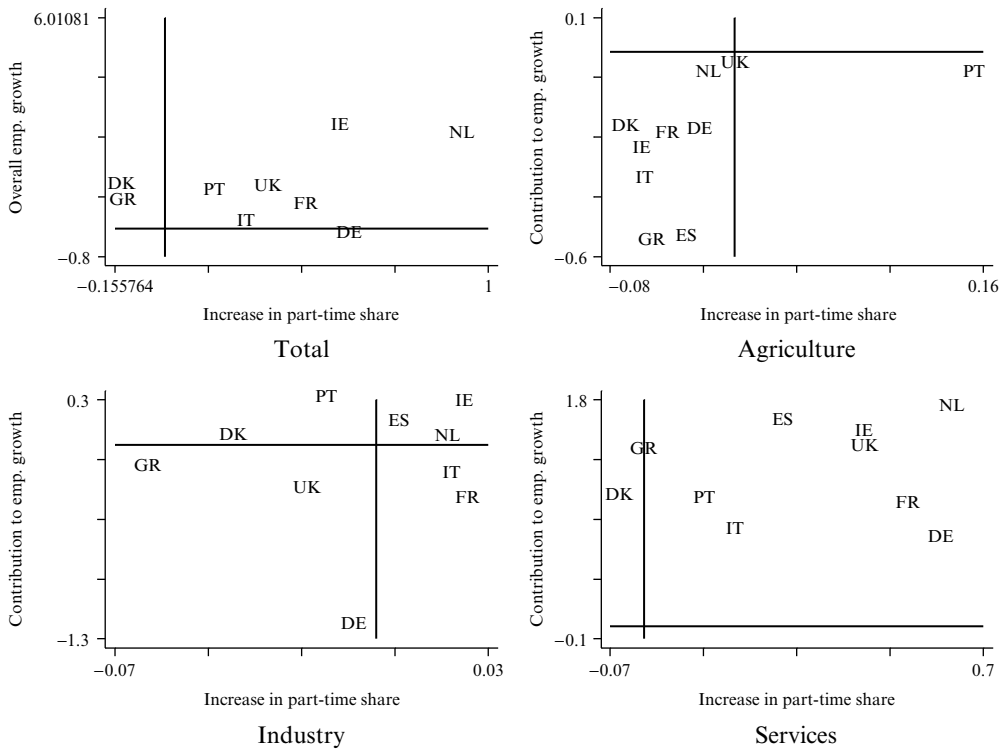 6.01081
Overall emp. growth
IE
NL
DK
GR
PT
UK
FR
IT
DE
−0.8
−0.155764
1
Increase in part-time share
Total
0.1
Contribution to emp. growth
UK
NL
PT
DK
FR
DE
IE
IT
GR
ES
−0.6
−0.08
0.16
Increase in part-time share
Agriculture
0.3
Contribution to emp. growth
PT
IE
ES
DK
NL
GR
IT
UK
FR
DE
−1.3
−0.07
0.03
Increase in part-time share
Industry
1.8
Contribution to emp. growth
NL
ES
IE
UK
GR
DK
PT
FR
IT
DE
−0.1
−0.07
0.7
Increase in part-time share
Services